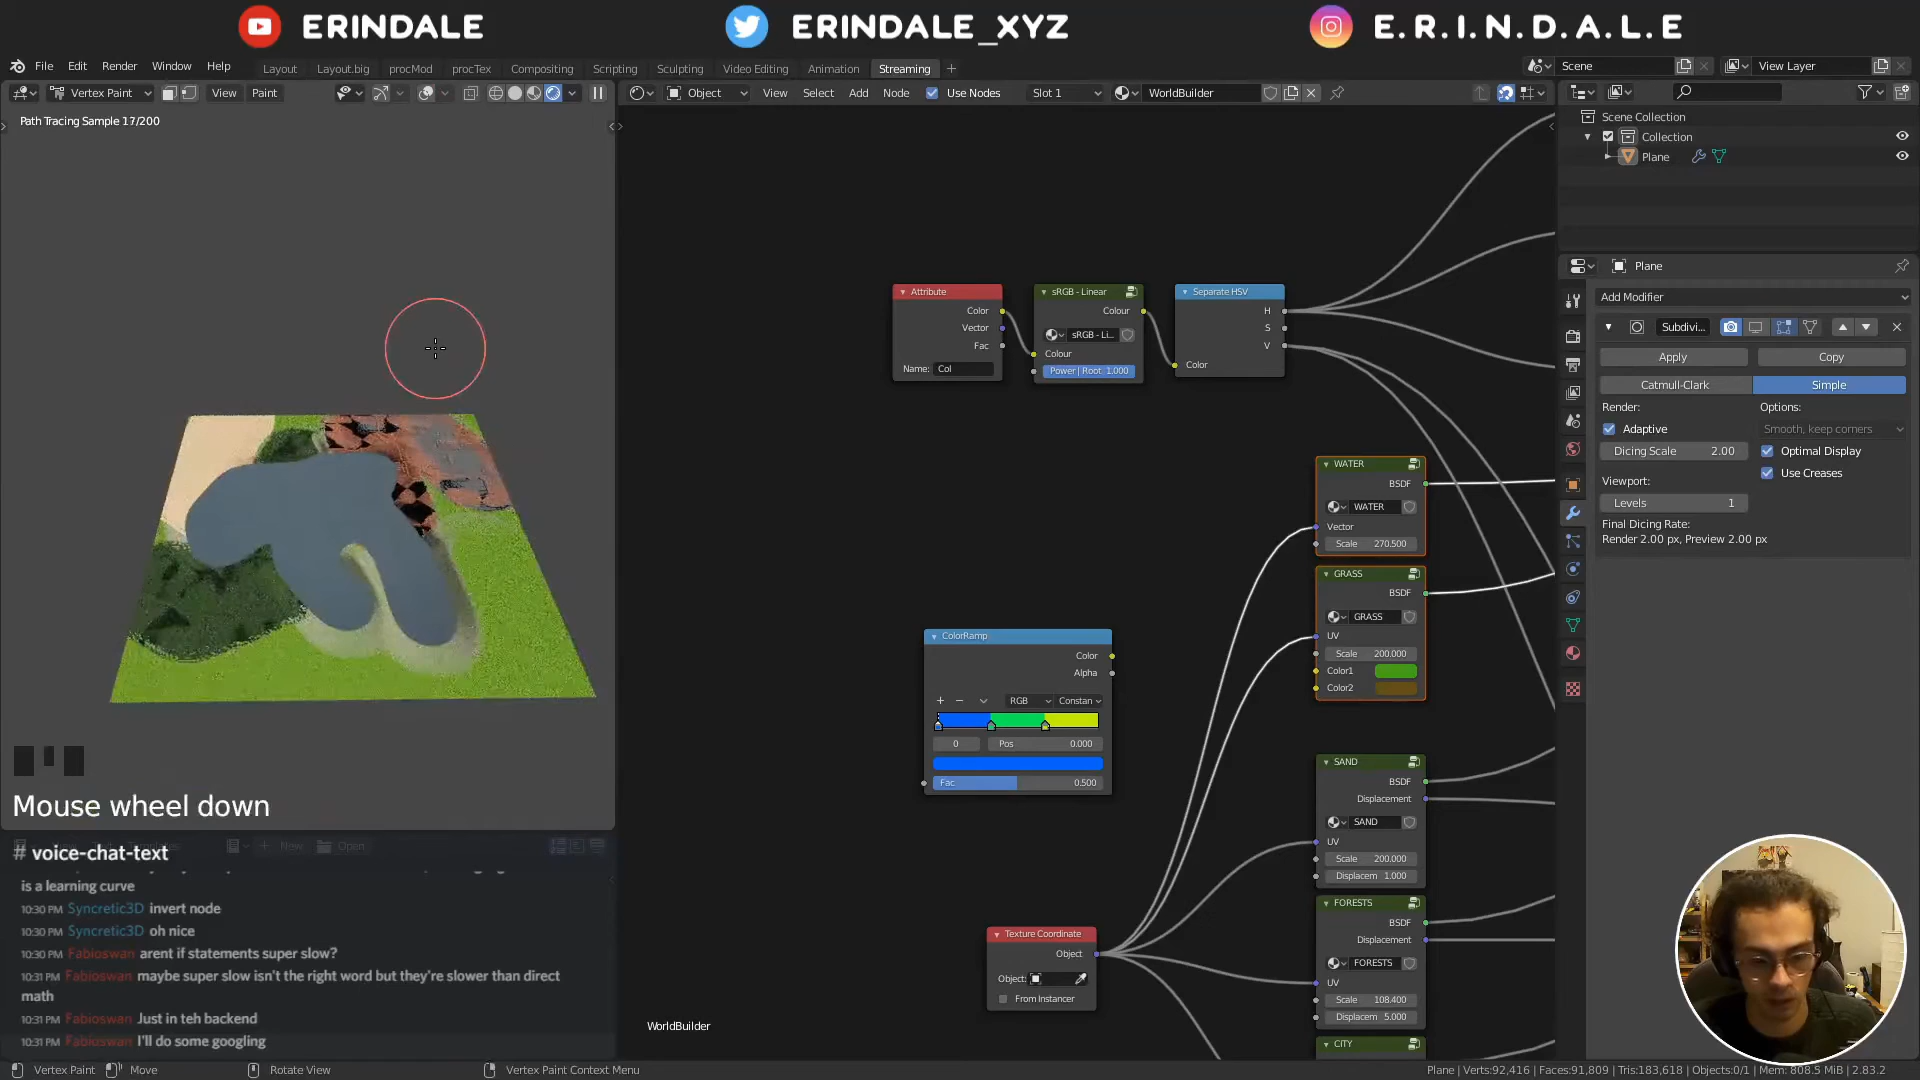 ERINDALE
ERINDALE_XYZ
E.R.I.N.D.A.L.E
File Edit Render Window Help
Layout Layout.big procMod procTex Compositing Scripting Sculpting Video Editing Animation Streaming +
Scene
View Layer
Vertex Paint View Paint
Object View Select Add Node Use Nodes Slot 1 WorldBuilder
Path Tracing Sample 17/200
Scene Collection
Collection
Plane
Plane
Add Modifier
Subdivi...
Apply Copy
Catmull-Clark Simple
Render: Options:
Adaptive Smooth, keep corners
Dicing Scale 2.00 Optimal Display
Viewport: Use Creases
Levels 1
Final Dicing Rate:
Render 2.00 px, Preview 2.00 px
Attribute
Color
Vector
Fac
Name: Col
sRGB - Linear
Colour
sRGB - Li...
Colour
Power | Root 1.000
Separate HSV
H
S
V
Color
WATER
BSDF
WATER
Vector
Scale 270.500
GRASS
BSDF
GRASS
UV
Scale 200.000
Color1
Color2
ColorRamp
Color
Alpha
+ − RGB Constan
0 Pos 0.000
Fac 0.500
SAND
BSDF
Displacement
SAND
UV
Scale 200.000
Displacem 1.000
FORESTS
BSDF
Displacement
FORESTS
UV
Scale 108.400
Displacem 5.000
CITY
Texture Coordinate
Object
Object:
From Instancer
WorldBuilder
Mouse wheel down
New Open
# voice-chat-text
is a learning curve
10:30 PM Syncretic3D invert node
10:30 PM Syncretic3D oh nice
10:30 PM Fabioswan arent if statements super slow?
10:31 PM Fabioswan maybe super slow isn't the right word but they're slower than direct
math
10:31 PM Fabioswan Just in teh backend
10:31 PM Fabioswan I'll do some googling
Vertex Paint Move Rotate View Vertex Paint Context Menu
Plane | Verts:92,416 | Faces:91,809 | Tris:183,618 | Objects:0/1 | Mem: 808.5 MiB | 2.83.2